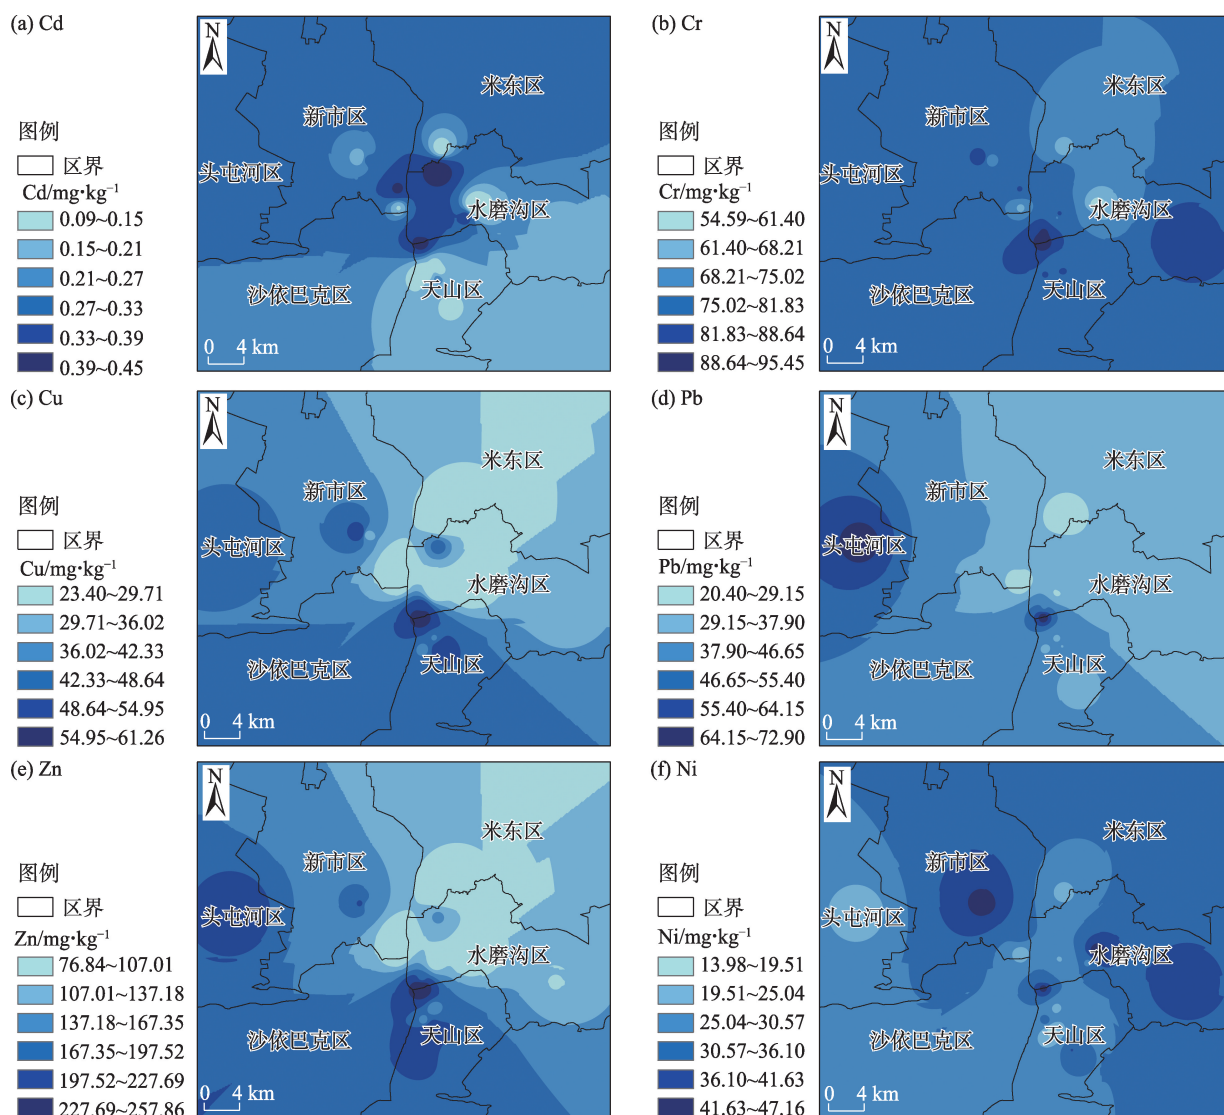 (a) Cd
N
米东区
新市区
头屯河区
水磨沟区
沙依巴克区
天山区
0 4 km
图例
区界
Cd/mg•kg⁻¹
0.09~0.15
0.15~0.21
0.21~0.27
0.27~0.33
0.33~0.39
0.39~0.45
(b) Cr
N
米东区
新市区
头屯河区
水磨沟区
沙依巴克区
天山区
0 4 km
图例
区界
Cr/mg•kg⁻¹
54.59~61.40
61.40~68.21
68.21~75.02
75.02~81.83
81.83~88.64
88.64~95.45
(c) Cu
N
米东区
新市区
头屯河区
水磨沟区
沙依巴克区
天山区
0 4 km
图例
区界
Cu/mg•kg⁻¹
23.40~29.71
29.71~36.02
36.02~42.33
42.33~48.64
48.64~54.95
54.95~61.26
(d) Pb
N
米东区
新市区
头屯河区
水磨沟区
沙依巴克区
天山区
0 4 km
图例
区界
Pb/mg•kg⁻¹
20.40~29.15
29.15~37.90
37.90~46.65
46.65~55.40
55.40~64.15
64.15~72.90
(e) Zn
N
米东区
新市区
头屯河区
水磨沟区
沙依巴克区
天山区
0 4 km
图例
区界
Zn/mg•kg⁻¹
76.84~107.01
107.01~137.18
137.18~167.35
167.35~197.52
197.52~227.69
227.69~257.86
(f) Ni
N
米东区
新市区
头屯河区
水磨沟区
沙依巴克区
天山区
0 4 km
图例
区界
Ni/mg•kg⁻¹
13.98~19.51
19.51~25.04
25.04~30.57
30.57~36.10
36.10~41.63
41.63~47.16